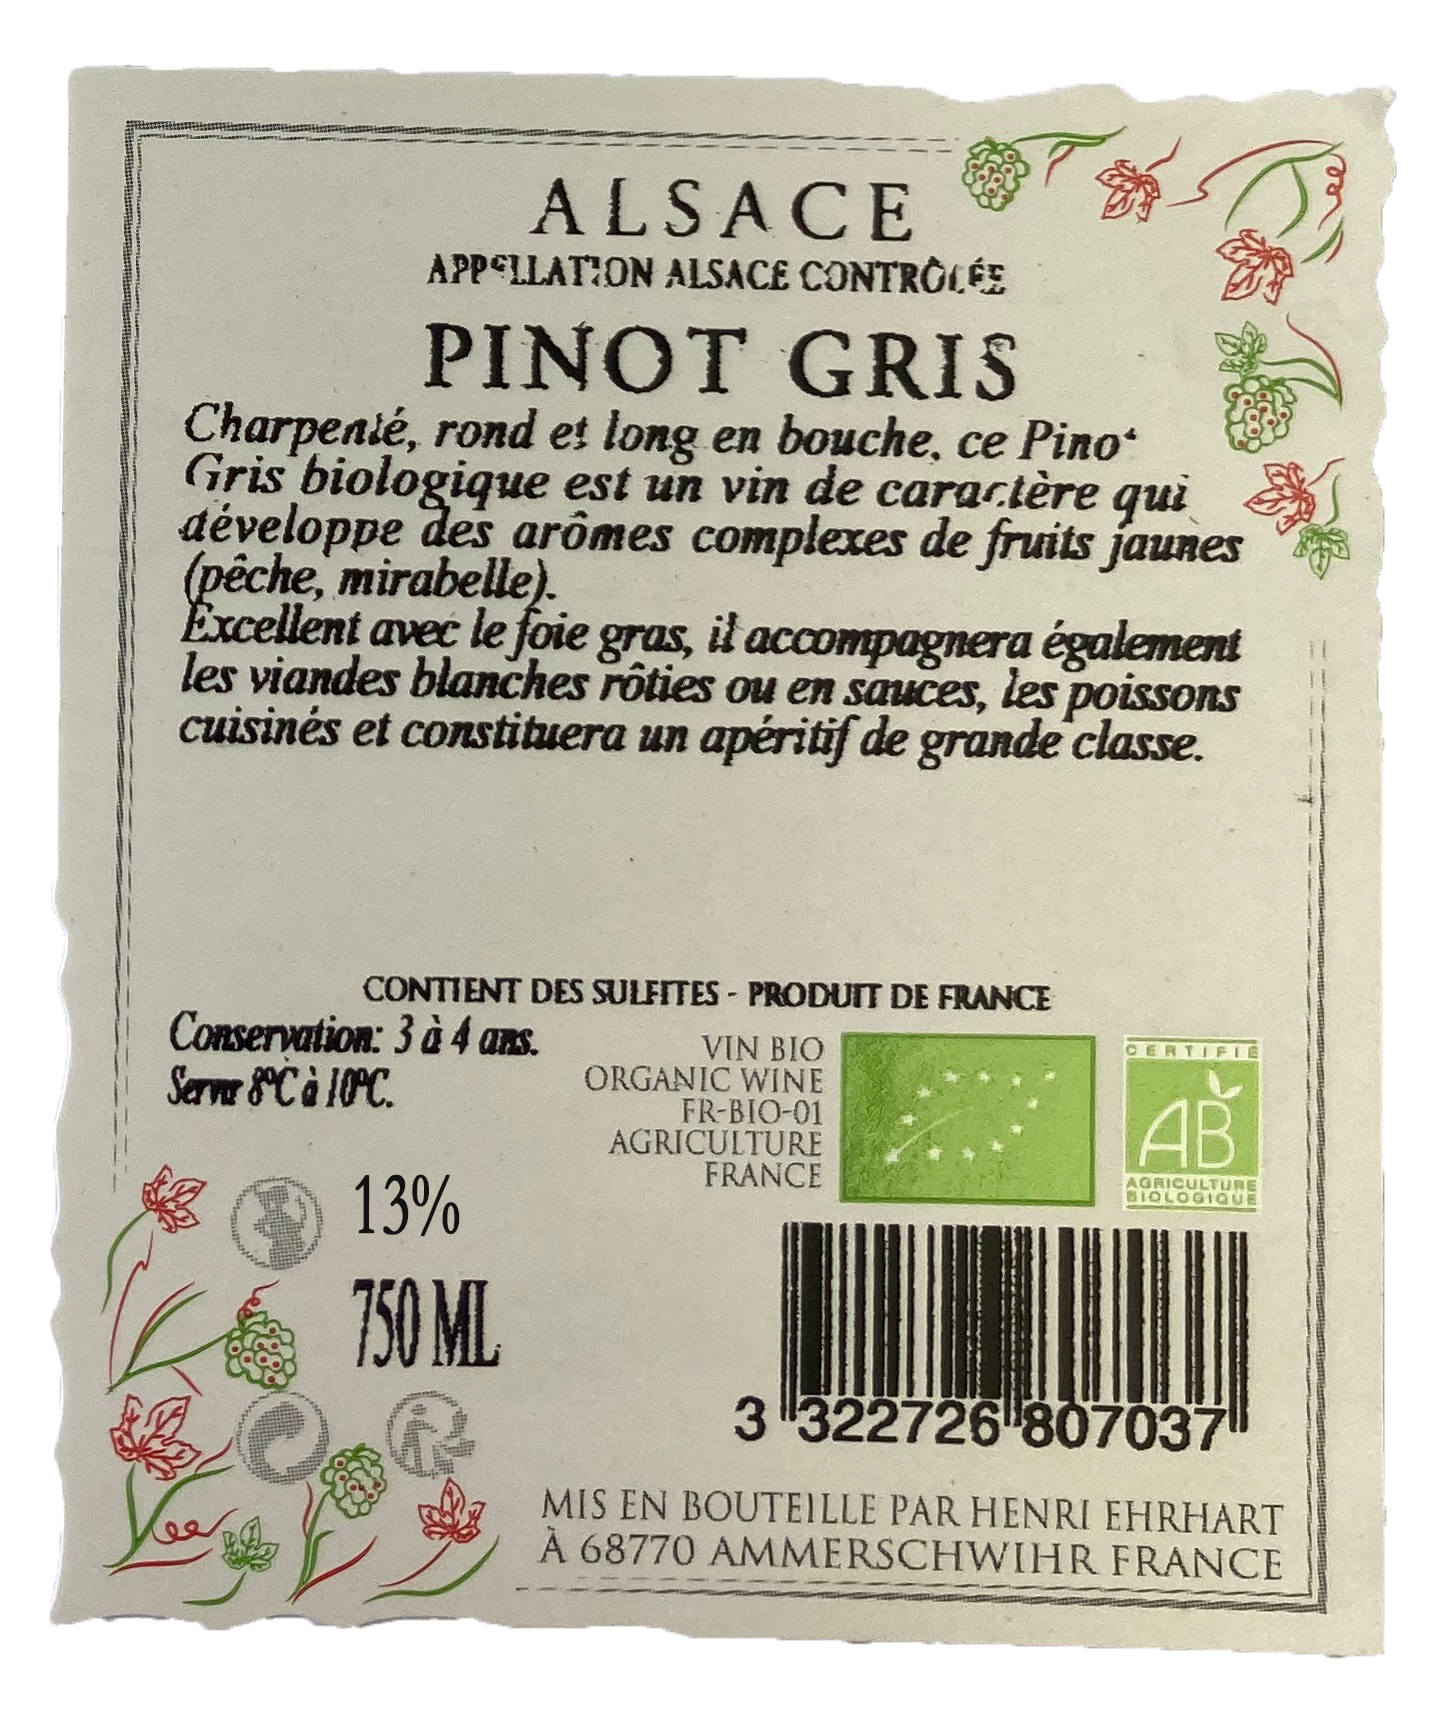 ALSACE
APPELLATION ALSACE CONTRÔLÉE
PINOT GRIS
Charpenté, rond et long en bouche, ce Pinot
Gris biologique est un vin de caractère qui
développe des arômes complexes de fruits jaunes
(pêche, mirabelle).
Excellent avec le foie gras, il accompagnera également
les viandes blanches rôties ou en sauces, les poissons
cuisinés et constituera un apéritif de grande classe.
CONTIENT DES SULFITES - PRODUIT DE FRANCE
Conservation: 3 à 4 ans.
Servir 8°C à 10°C.
VIN BIO
ORGANIC WINE
FR-BIO-01
AGRICULTURE
FRANCE
CERTIFIÉ
AB
AGRICULTURE
BIOLOGIQUE
13%
750 ML
3 322726 807037
MIS EN BOUTEILLE PAR HENRI EHRHART
À 68770 AMMERSCHWIHR FRANCE